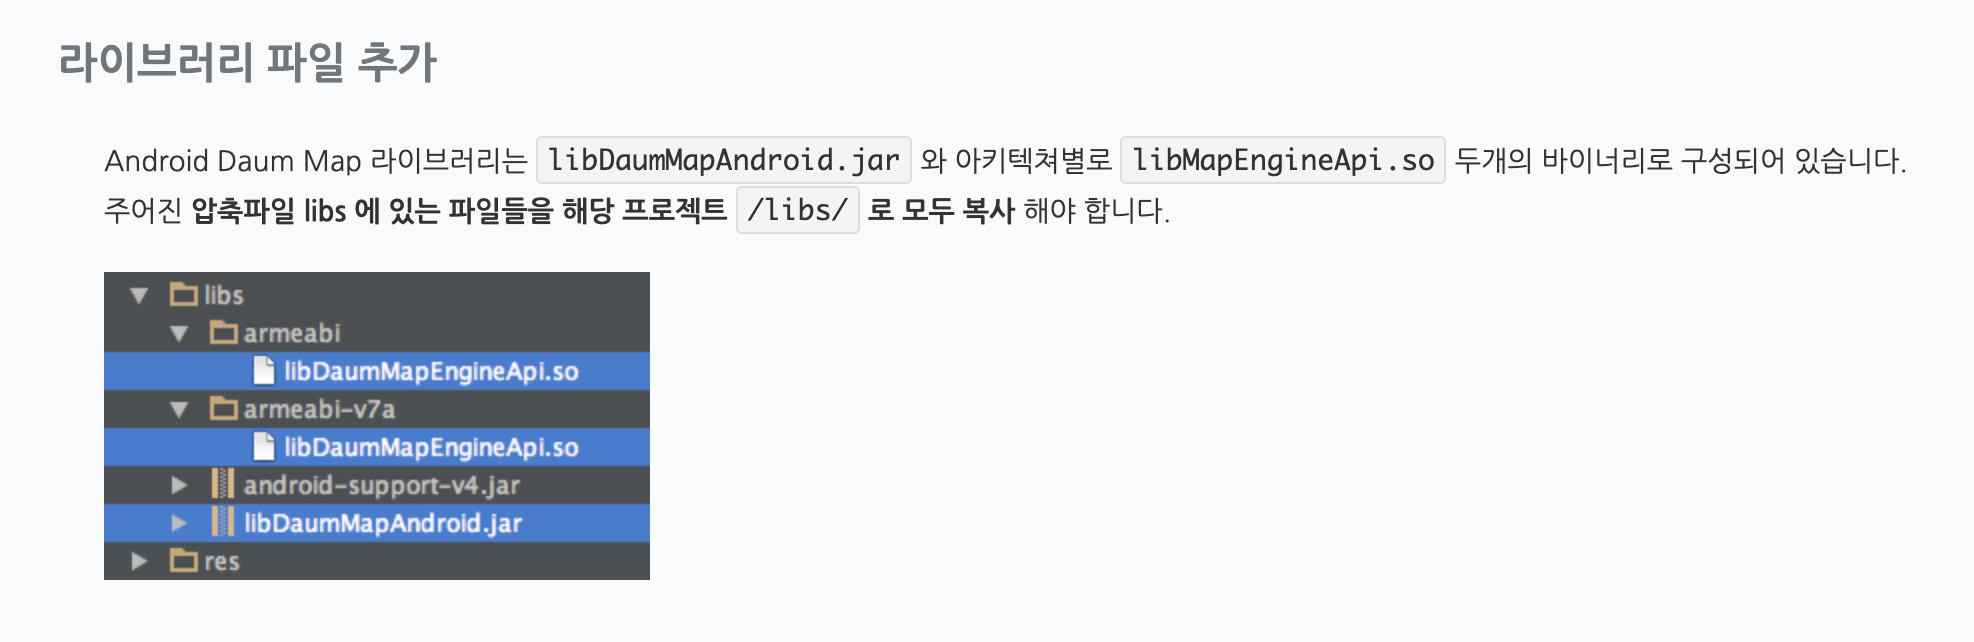 라이브러리 파일 추가
Android Daum Map 라이브러리는 libDaumMapAndroid.jar 와 아키텍쳐별로 libMapEngineApi.so 두개의 바이너리로 구성되어 있습니다.
주어진 압축파일 libs 에 있는 파일들을 해당 프로젝트 /libs/ 로 모두 복사 해야 합니다.
libs
armeabi
libDaumMapEngineApi.so
armeabi-v7a
libDaumMapEngineApi.so
android-support-v4.jar
libDaumMapAndroid.jar
res